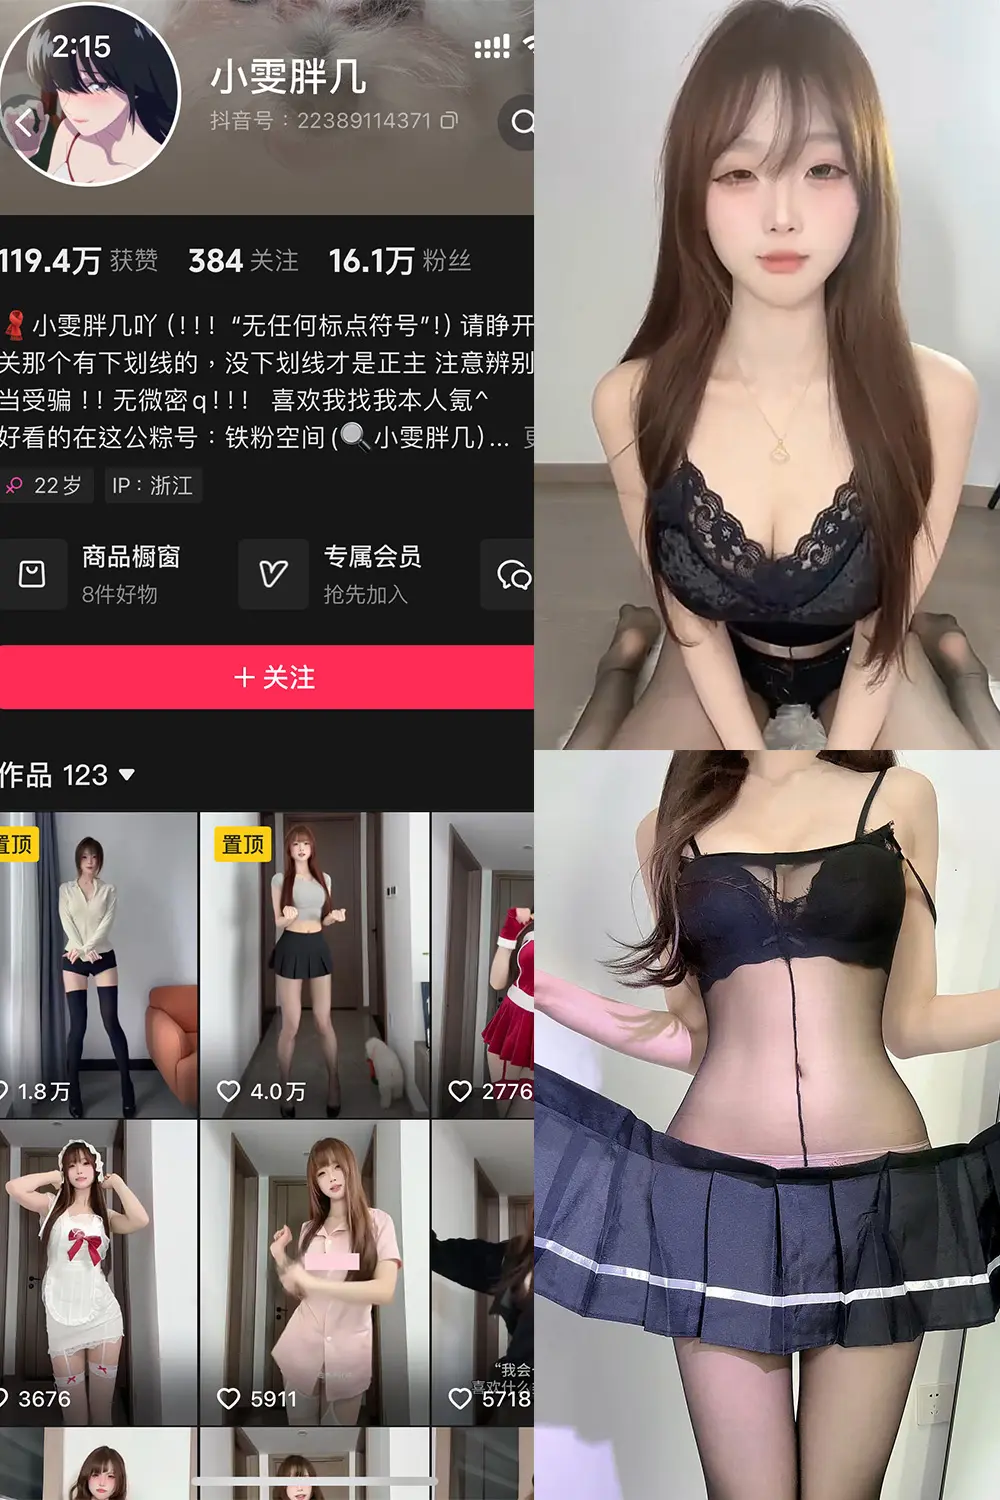 2:15
小雯胖几
抖音号：22389114371
119.4万 获赞 384 关注 16.1万 粉丝
小雯胖几吖 (!!! “无任何标点符号”!) 请睁开
关那个有下划线的，没下划线才是正主 注意辨别
当受骗 !! 无微密q!!! 喜欢我找我本人氪^
好看的在这公粽号：铁粉空间 (🔍小雯胖几)...
22岁 IP：浙江
商品橱窗 专属会员
8件好物 抢先加入
+ 关注
作品 123
置顶 置顶
1.8万 4.0万 2776
“我会
喜欢什么
3676 5911 5718